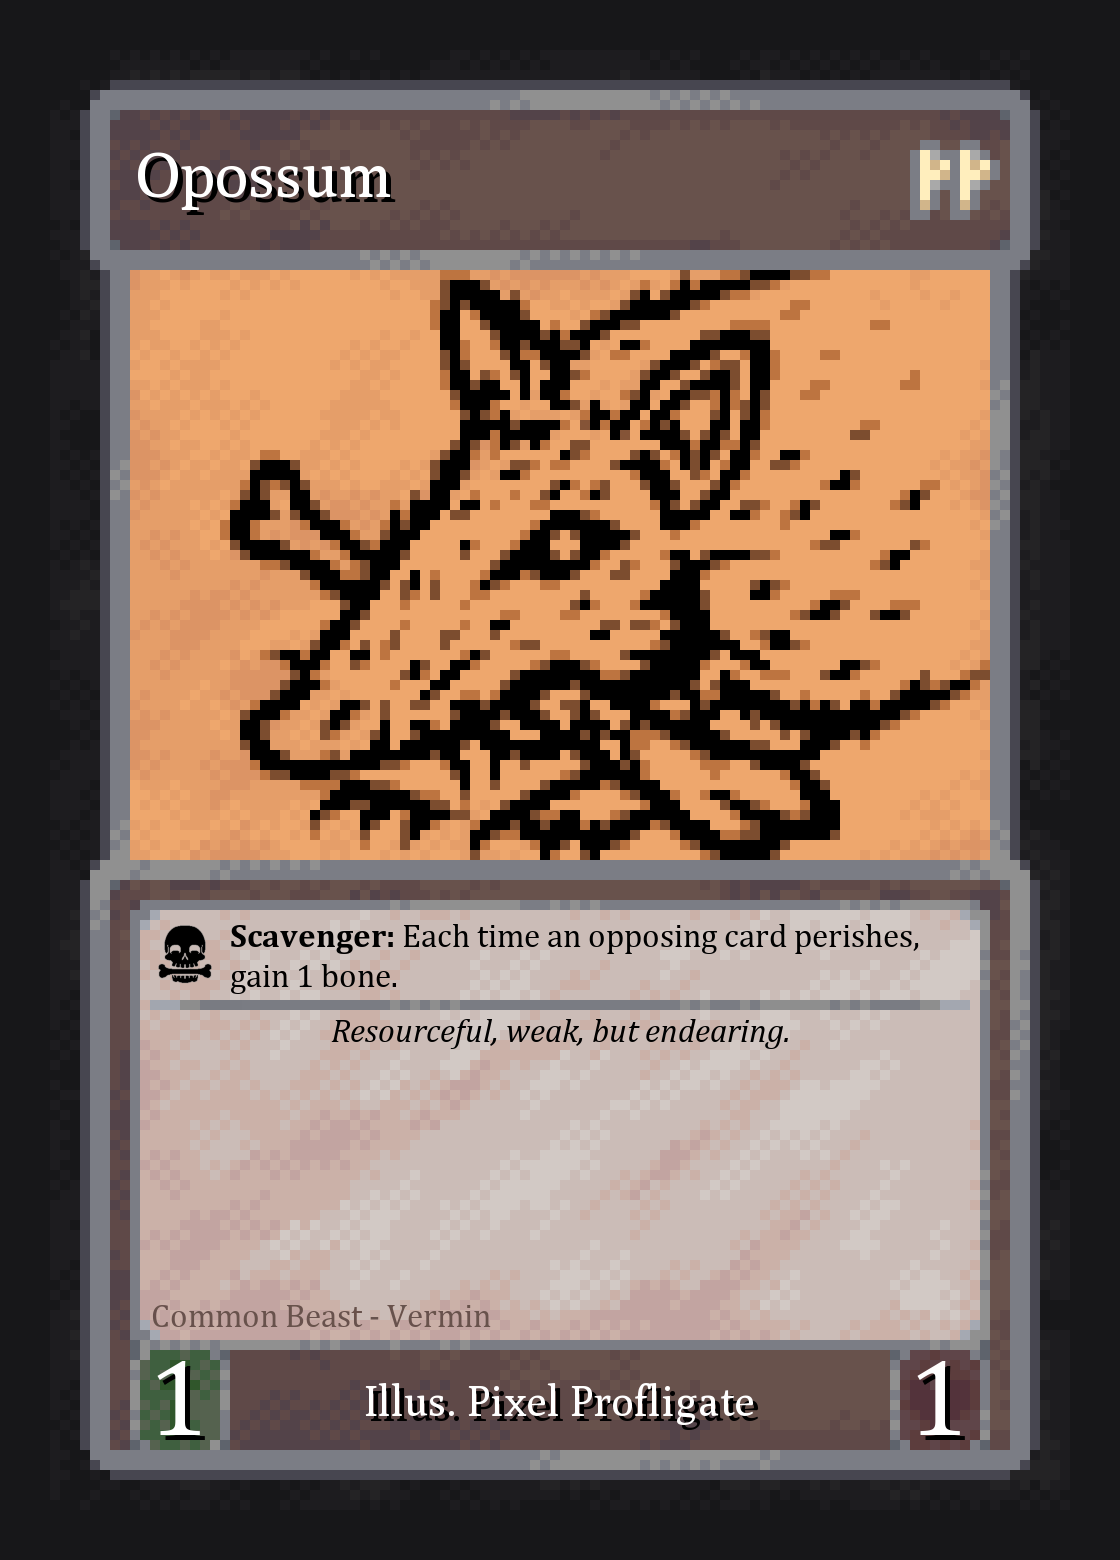 Opossum
Scavenger: Each time an opposing card perishes,
gain 1 bone.
Resourceful, weak, but endearing.
Common Beast - Vermin
1 Illus. Pixel Profligate 1